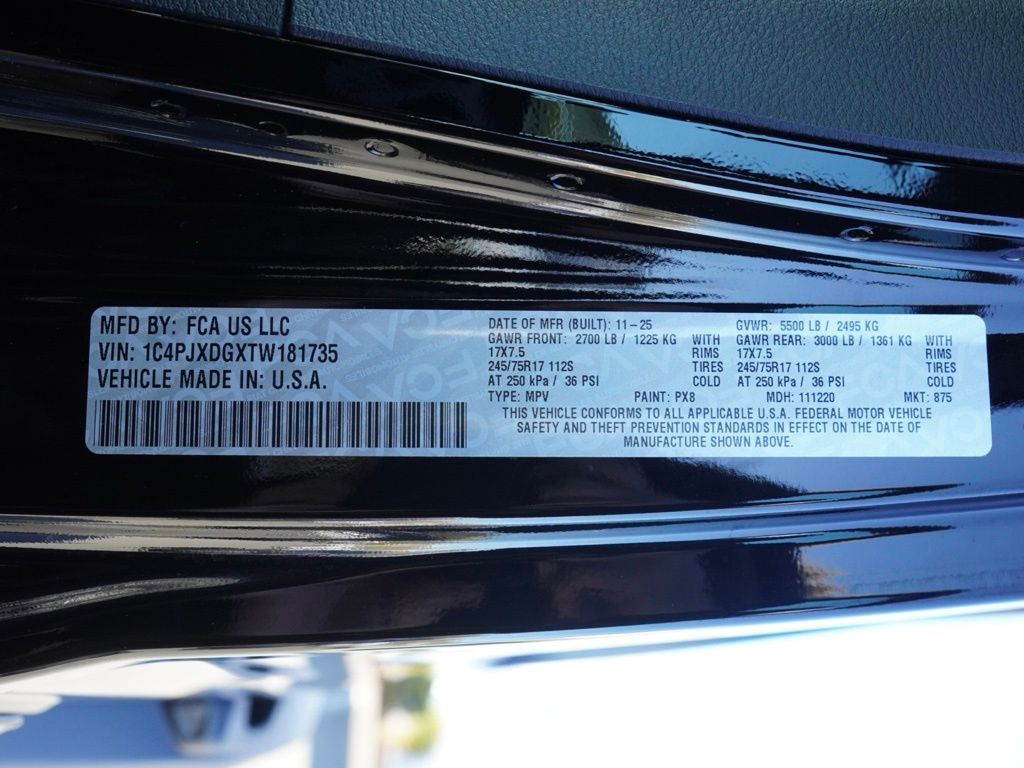 MFD BY: FCA US LLC
VIN: 1C4PJXDGXTW181735
VEHICLE MADE IN: U.S.A.
DATE OF MFR (BUILT): 11-25 GVWR: 5500 LB / 2495 KG
GAWR FRONT: 2700 LB / 1225 KG WITH GAWR REAR: 3000 LB / 1361 KG WITH
17X7.5 RIMS 17X7.5 RIMS
245/75R17 112S TIRES 245/75R17 112S TIRES
AT 250 kPa / 36 PSI COLD AT 250 kPa / 36 PSI COLD
TYPE: MPV PAINT: PX8 MDH: 111220 MKT: 875
THIS VEHICLE CONFORMS TO ALL APPLICABLE U.S.A. FEDERAL MOTOR VEHICLE
SAFETY AND THEFT PREVENTION STANDARDS IN EFFECT ON THE DATE OF
MANUFACTURE SHOWN ABOVE.